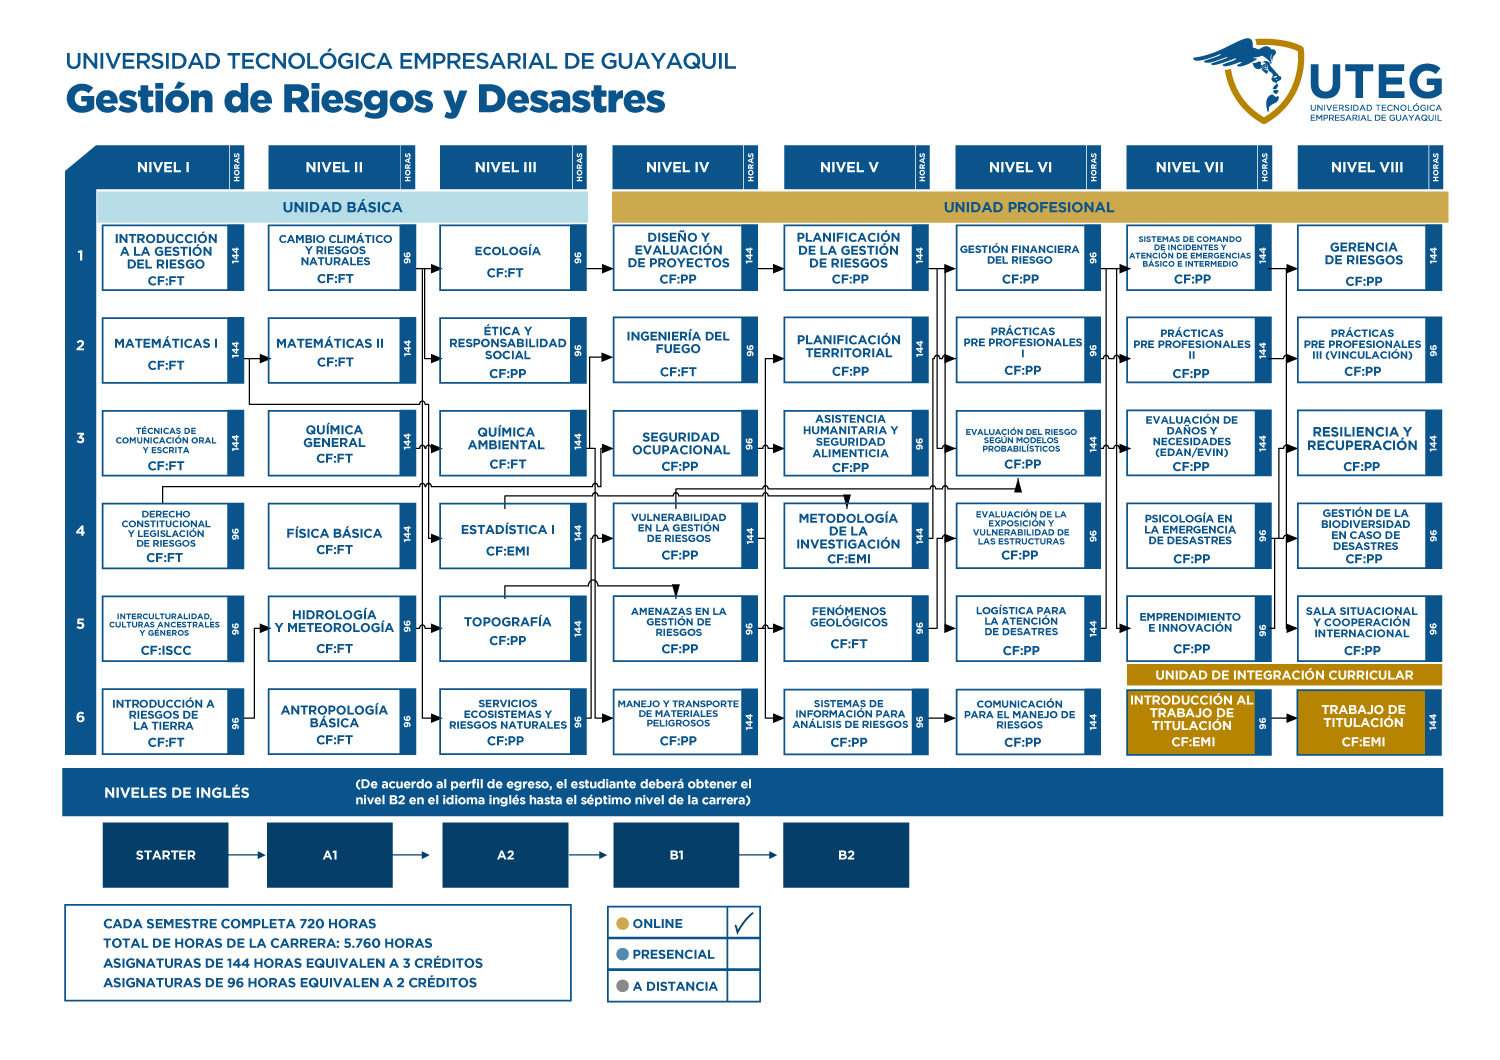 UNIVERSIDAD TECNOLÓGICA EMPRESARIAL DE GUAYAQUIL
Gestión de Riesgos y Desastres
UTEG
UNIVERSIDAD TECNOLÓGICA
EMPRESARIAL DE GUAYAQUIL
NIVEL I HORAS
NIVEL II HORAS
NIVEL III HORAS
NIVEL IV HORAS
NIVEL V HORAS
NIVEL VI HORAS
NIVEL VII HORAS
NIVEL VIII HORAS
UNIDAD BÁSICA
UNIDAD PROFESIONAL
1
INTRODUCCIÓN
A LA GESTIÓN
DEL RIESGO
CF:FT
144
CAMBIO CLIMÁTICO
Y RIESGOS
NATURALES
CF:FT
96
ECOLOGÍA
CF:FT
96
DISEÑO Y
EVALUACIÓN
DE PROYECTOS
CF:PP
144
PLANIFICACIÓN
DE LA GESTIÓN
DE RIESGOS
CF:PP
144
GESTIÓN FINANCIERA
DEL RIESGO
CF:PP
96
SISTEMAS DE COMANDO
DE INCIDENTES Y
ATENCIÓN DE EMERGENCIAS
BÁSICO E INTERMEDIO
CF:PP
144
GERENCIA
DE RIESGOS
CF:PP
144
2
MATEMÁTICAS I
CF:FT
144
MATEMÁTICAS II
CF:FT
144
ÉTICA Y
RESPONSABILIDAD
SOCIAL
CF:PP
96
INGENIERÍA DEL
FUEGO
CF:FT
96
PLANIFICACIÓN
TERRITORIAL
CF:PP
144
PRÁCTICAS
PRE PROFESIONALES
I
CF:PP
144
PRÁCTICAS
PRE PROFESIONALES
II
CF:PP
144
PRÁCTICAS
PRE PROFESIONALES
III (VINCULACIÓN)
CF:PP
96
3
TÉCNICAS DE
COMUNICACIÓN ORAL
Y ESCRITA
CF:FT
144
QUÍMICA
GENERAL
CF:FT
144
QUÍMICA
AMBIENTAL
CF:FT
144
SEGURIDAD
OCUPACIONAL
CF:PP
96
ASISTENCIA
HUMANITARIA Y
SEGURIDAD
ALIMENTICIA
CF:PP
96
EVALUACIÓN DEL RIESGO
SEGÚN MODELOS
PROBABILÍSTICOS
CF:PP
144
EVALUACIÓN DE
DAÑOS Y
NECESIDADES
(EDAN/EVIN)
CF:PP
144
RESILIENCIA Y
RECUPERACIÓN
CF:PP
144
4
DERECHO
CONSTITUCIONAL
Y LEGISLACIÓN
DE RIESGOS
CF:FT
96
FÍSICA BÁSICA
CF:FT
144
ESTADÍSTICA I
CF:EMI
144
VULNERABILIDAD
EN LA GESTIÓN
DE RIESGOS
CF:PP
144
METODOLOGÍA
DE LA
INVESTIGACIÓN
CF:EMI
144
EVALUACIÓN DE LA
EXPOSICIÓN Y
VULNERABILIDAD DE
LAS ESTRUCTURAS
CF:PP
96
PSICOLOGÍA EN
LA EMERGENCIA
DE DESASTRES
CF:PP
96
GESTIÓN DE LA
BIODIVERSIDAD
EN CASO DE
DESASTRES
CF:PP
96
5
INTERCULTURALIDAD,
CULTURAS ANCESTRALES
Y GÉNEROS
CF:ISCC
96
HIDROLOGÍA
Y METEOROLOGÍA
CF:FT
96
TOPOGRAFÍA
CF:PP
144
AMENAZAS EN LA
GESTIÓN DE
RIESGOS
CF:PP
96
FENÓMENOS
GEOLÓGICOS
CF:FT
96
LOGÍSTICA PARA
LA ATENCIÓN
DE DESATRES
CF:PP
144
EMPRENDIMIENTO
E INNOVACIÓN
CF:PP
96
SALA SITUACIONAL
Y COOPERACIÓN
INTERNACIONAL
CF:PP
96
UNIDAD DE INTEGRACIÓN CURRICULAR
6
INTRODUCCIÓN A
RIESGOS DE
LA TIERRA
CF:FT
96
ANTROPOLOGÍA
BÁSICA
CF:FT
96
SERVICIOS
ECOSISTEMAS Y
RIESGOS NATURALES
CF:PP
96
MANEJO Y TRANSPORTE
DE MATERIALES
PELIGROSOS
CF:PP
144
SISTEMAS DE
INFORMACIÓN PARA
ANÁLISIS DE RIESGOS
CF:PP
96
COMUNICACIÓN
PARA EL MANEJO DE
RIESGOS
CF:PP
144
INTRODUCCIÓN AL
TRABAJO DE
TITULACIÓN
CF:EMI
96
TRABAJO DE
TITULACIÓN
CF:EMI
144
NIVELES DE INGLÉS
(De acuerdo al perfil de egreso, el estudiante deberá obtener el
nivel B2 en el idioma inglés hasta el séptimo nivel de la carrera)
STARTER
A1
A2
B1
B2
CADA SEMESTRE COMPLETA 720 HORAS
TOTAL DE HORAS DE LA CARRERA: 5.760 HORAS
ASIGNATURAS DE 144 HORAS EQUIVALEN A 3 CRÉDITOS
ASIGNATURAS DE 96 HORAS EQUIVALEN A 2 CRÉDITOS
ONLINE
PRESENCIAL
A DISTANCIA